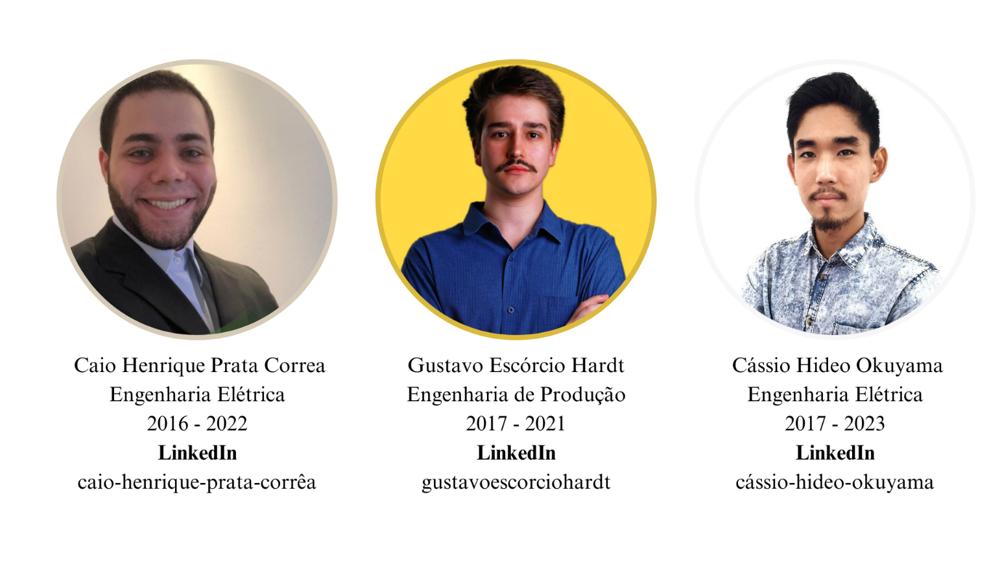 Caio Henrique Prata Correa
Engenharia Elétrica
2016 - 2022
LinkedIn
caio-henrique-prata-corrêa
Gustavo Escórcio Hardt
Engenharia de Produção
2017 - 2021
LinkedIn
gustavoescorciohardt
Cássio Hideo Okuyama
Engenharia Elétrica
2017 - 2023
LinkedIn
cássio-hideo-okuyama